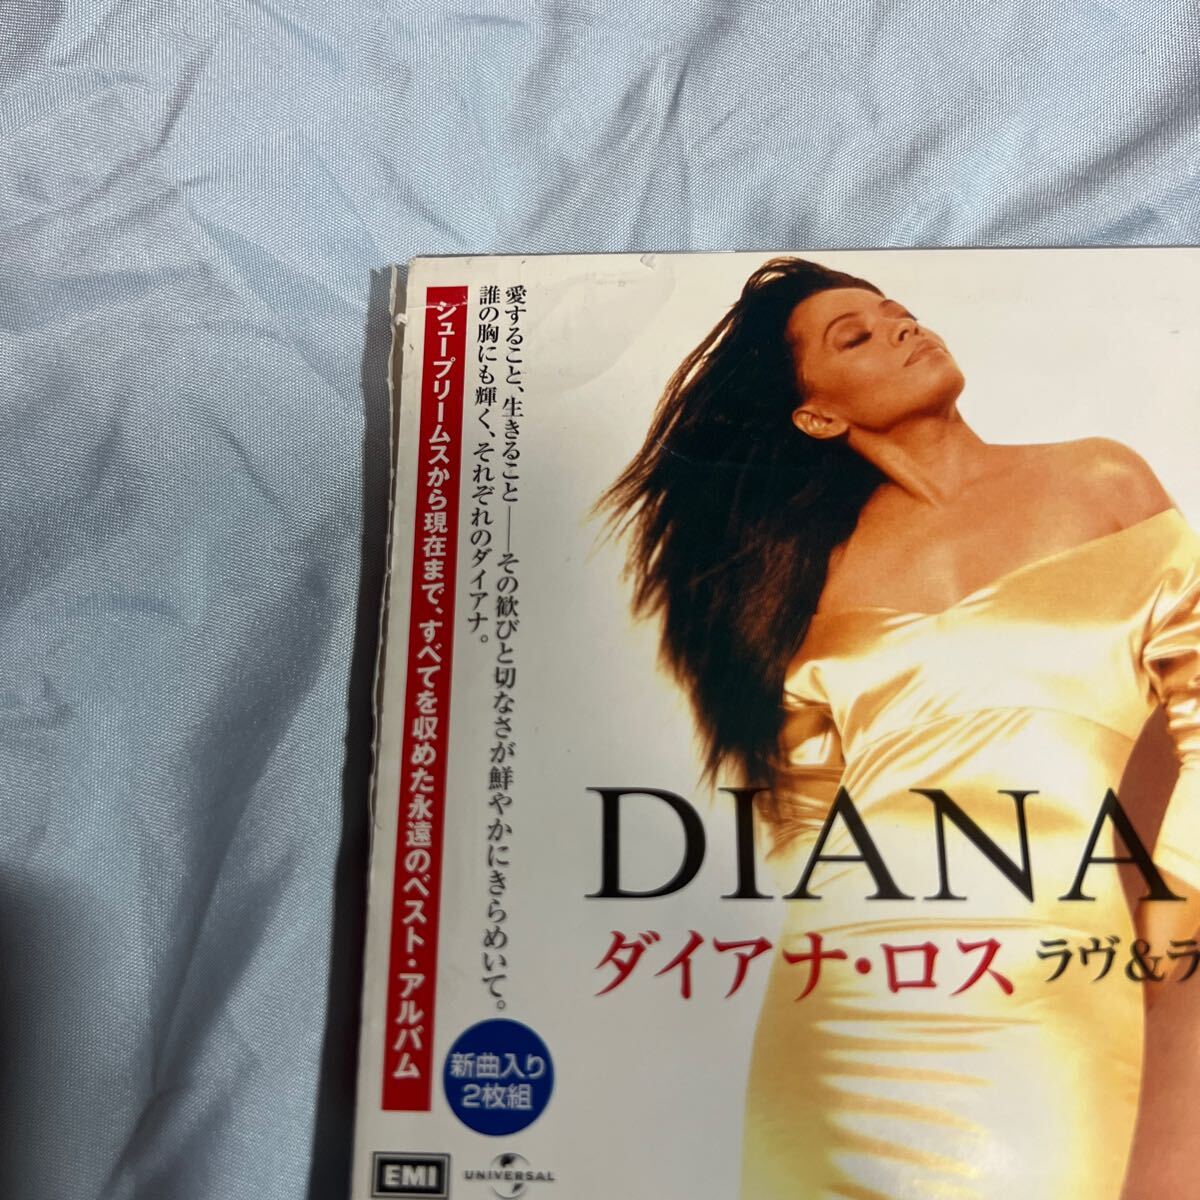 シュープリームスから現在まで、すべてを収めた永遠のベスト・アルバム
愛すること、生きること──その歓びと切なさが鮮やかにきらめいて。
誰の胸にも輝く、それぞれのダイアナ。
DIANA
ダイアナ・ロス ラヴ&ラ
新曲入り
2枚組
EMI
UNIVERSAL